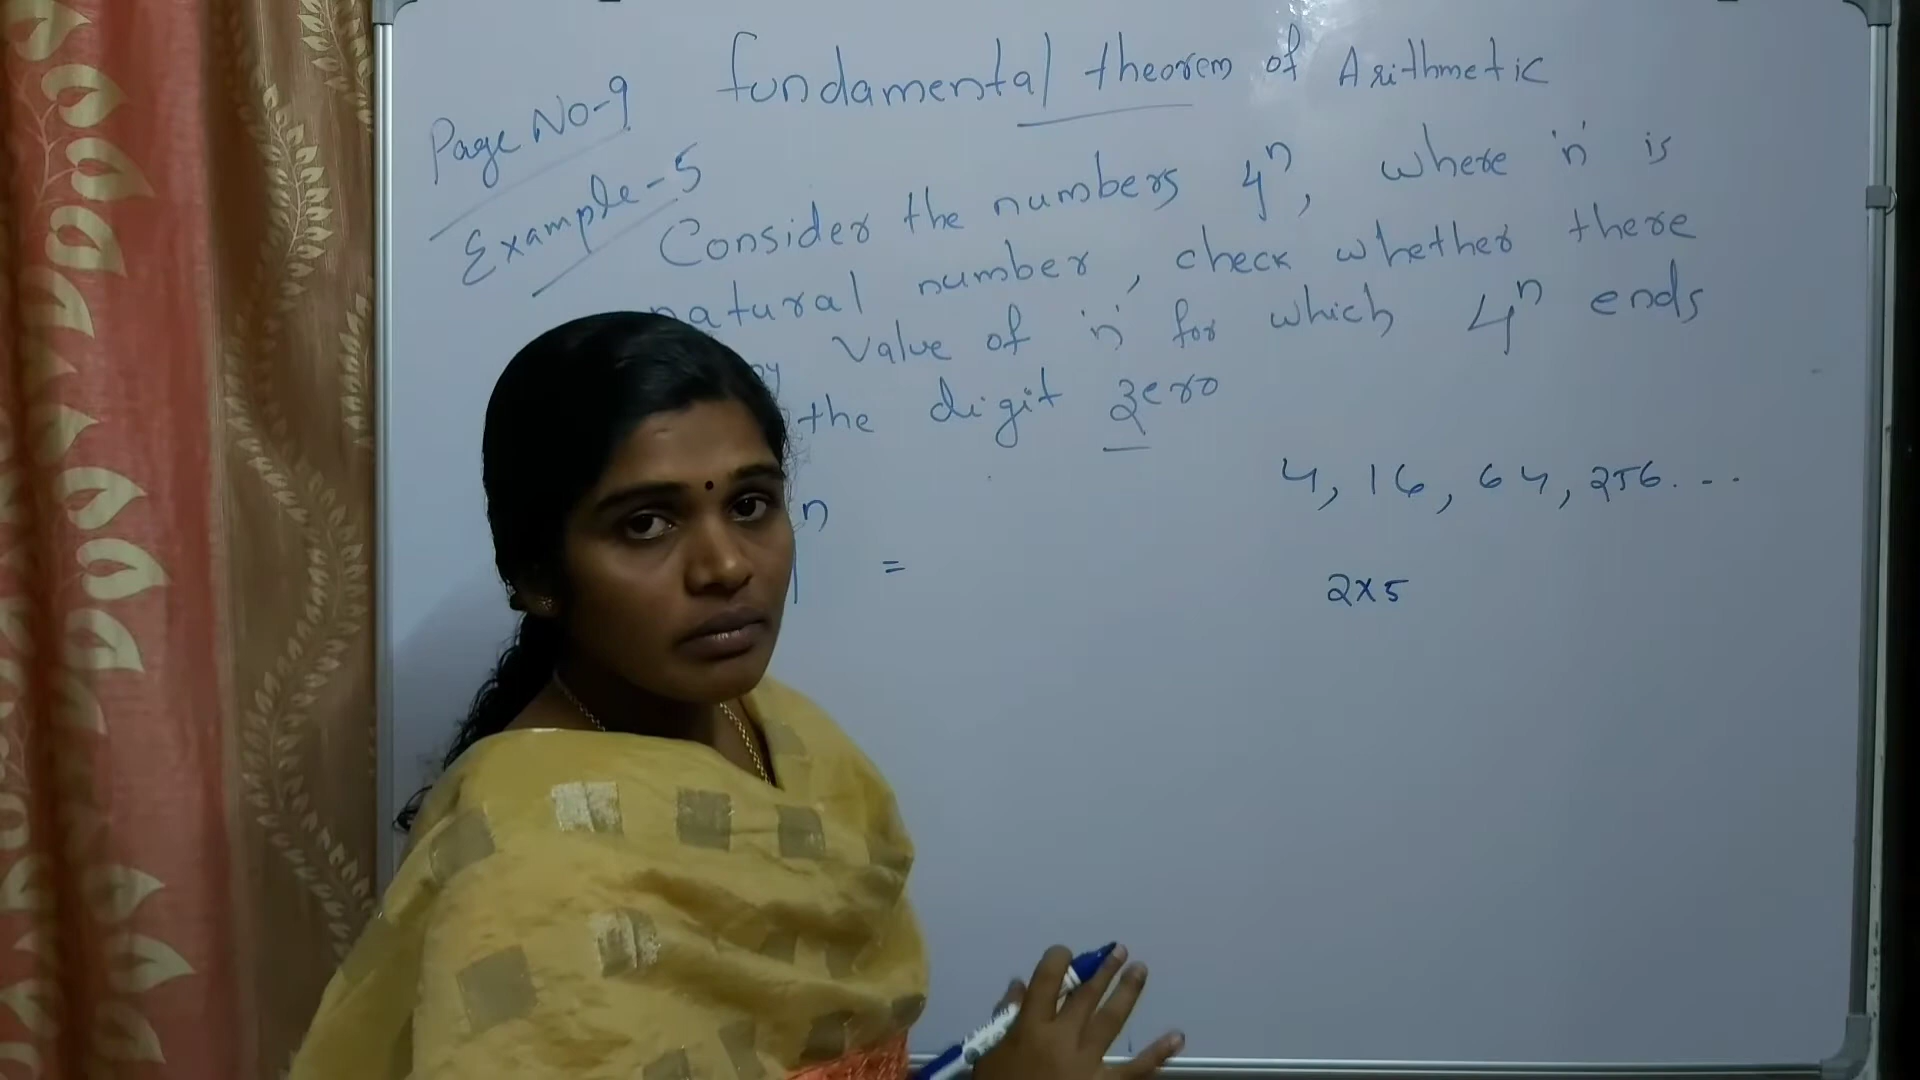 Fundamental theorem of Arithmetic
Page No-9
Example-5
Consider the numbers 4ⁿ, where 'n' is
natural number, check whether there
value of 'n' for which 4ⁿ ends
the digit zero
4, 16, 64, 256. . . .
n
=
2x5